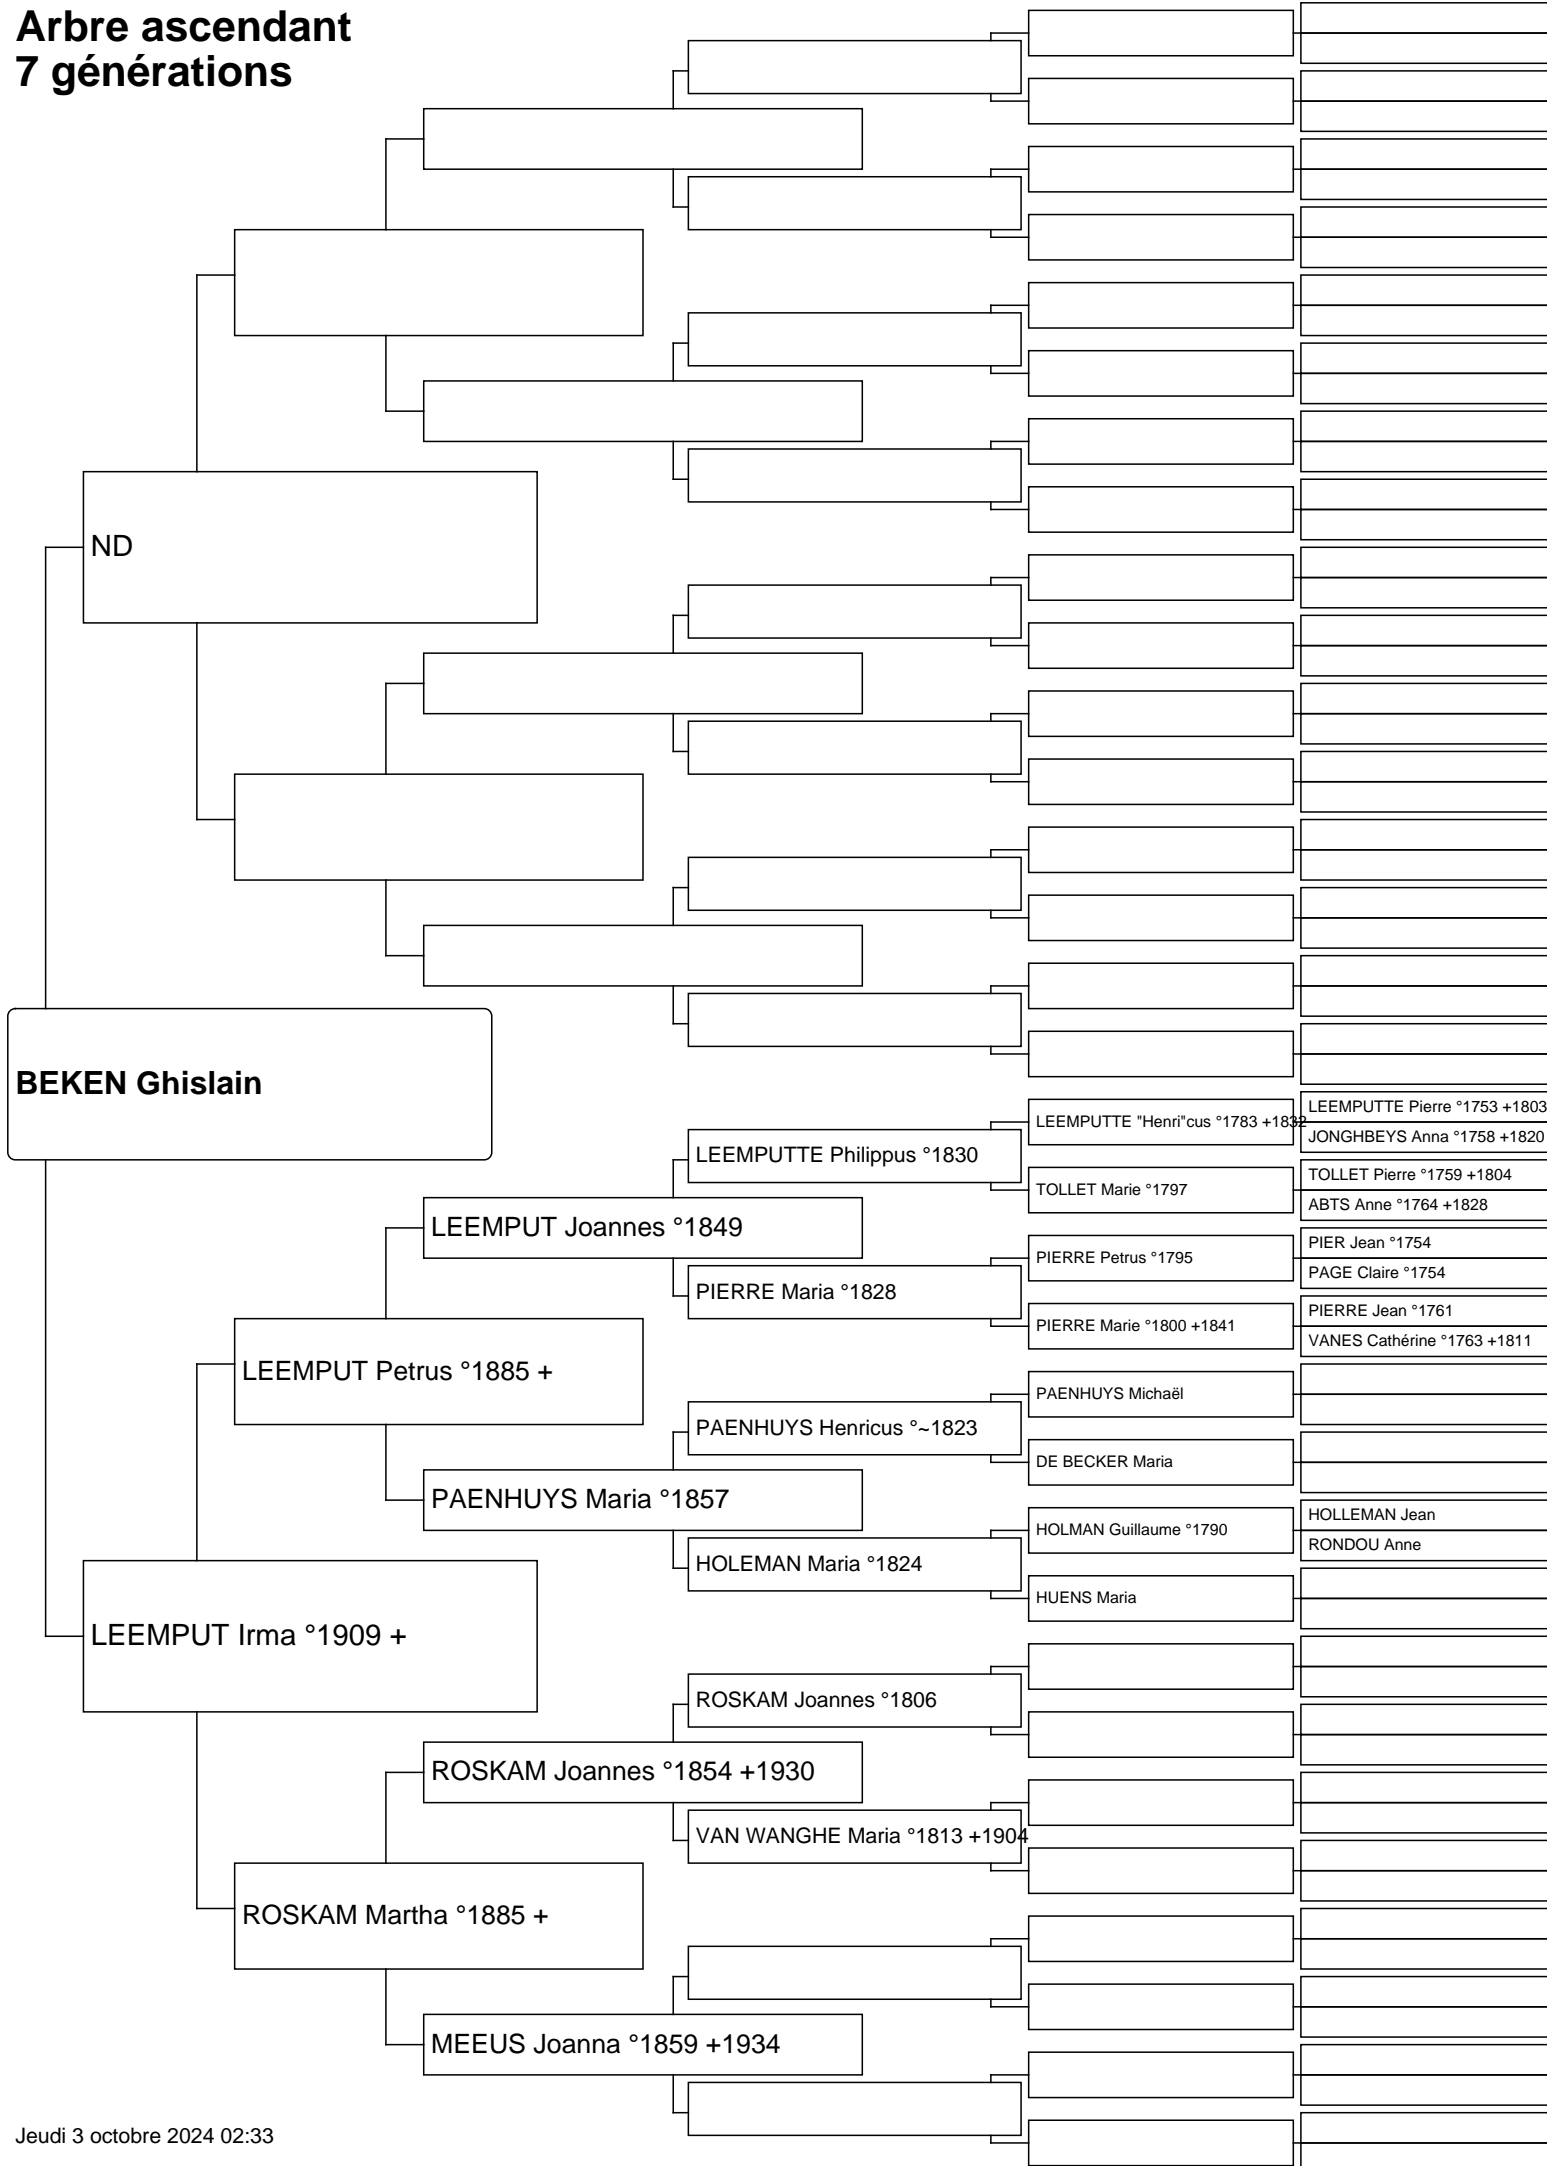 Arbre ascendant
7 générations
ND
BEKEN Ghislain
LEEMPUTTE "Henri"cus °1783 +1832
LEEMPUTTE Pierre °1753 +1803
JONGHBEYS Anna °1758 +1820
LEEMPUTTE Philippus °1830
TOLLET Marie °1797
TOLLET Pierre °1759 +1804
ABTS Anne °1764 +1828
LEEMPUT Joannes °1849
PIERRE Petrus °1795
PIER Jean °1754
PAGE Claire °1754
PIERRE Maria °1828
PIERRE Marie °1800 +1841
PIERRE Jean °1761
VANES Cathérine °1763 +1811
LEEMPUT Petrus °1885 +
PAENHUYS Michaël
PAENHUYS Henricus °~1823
DE BECKER Maria
PAENHUYS Maria °1857
HOLMAN Guillaume °1790
HOLLEMAN Jean
RONDOU Anne
HOLEMAN Maria °1824
HUENS Maria
LEEMPUT Irma °1909 +
ROSKAM Joannes °1806
ROSKAM Joannes °1854 +1930
VAN WANGHE Maria °1813 +1904
ROSKAM Martha °1885 +
MEEUS Joanna °1859 +1934
Jeudi 3 octobre 2024 02:33